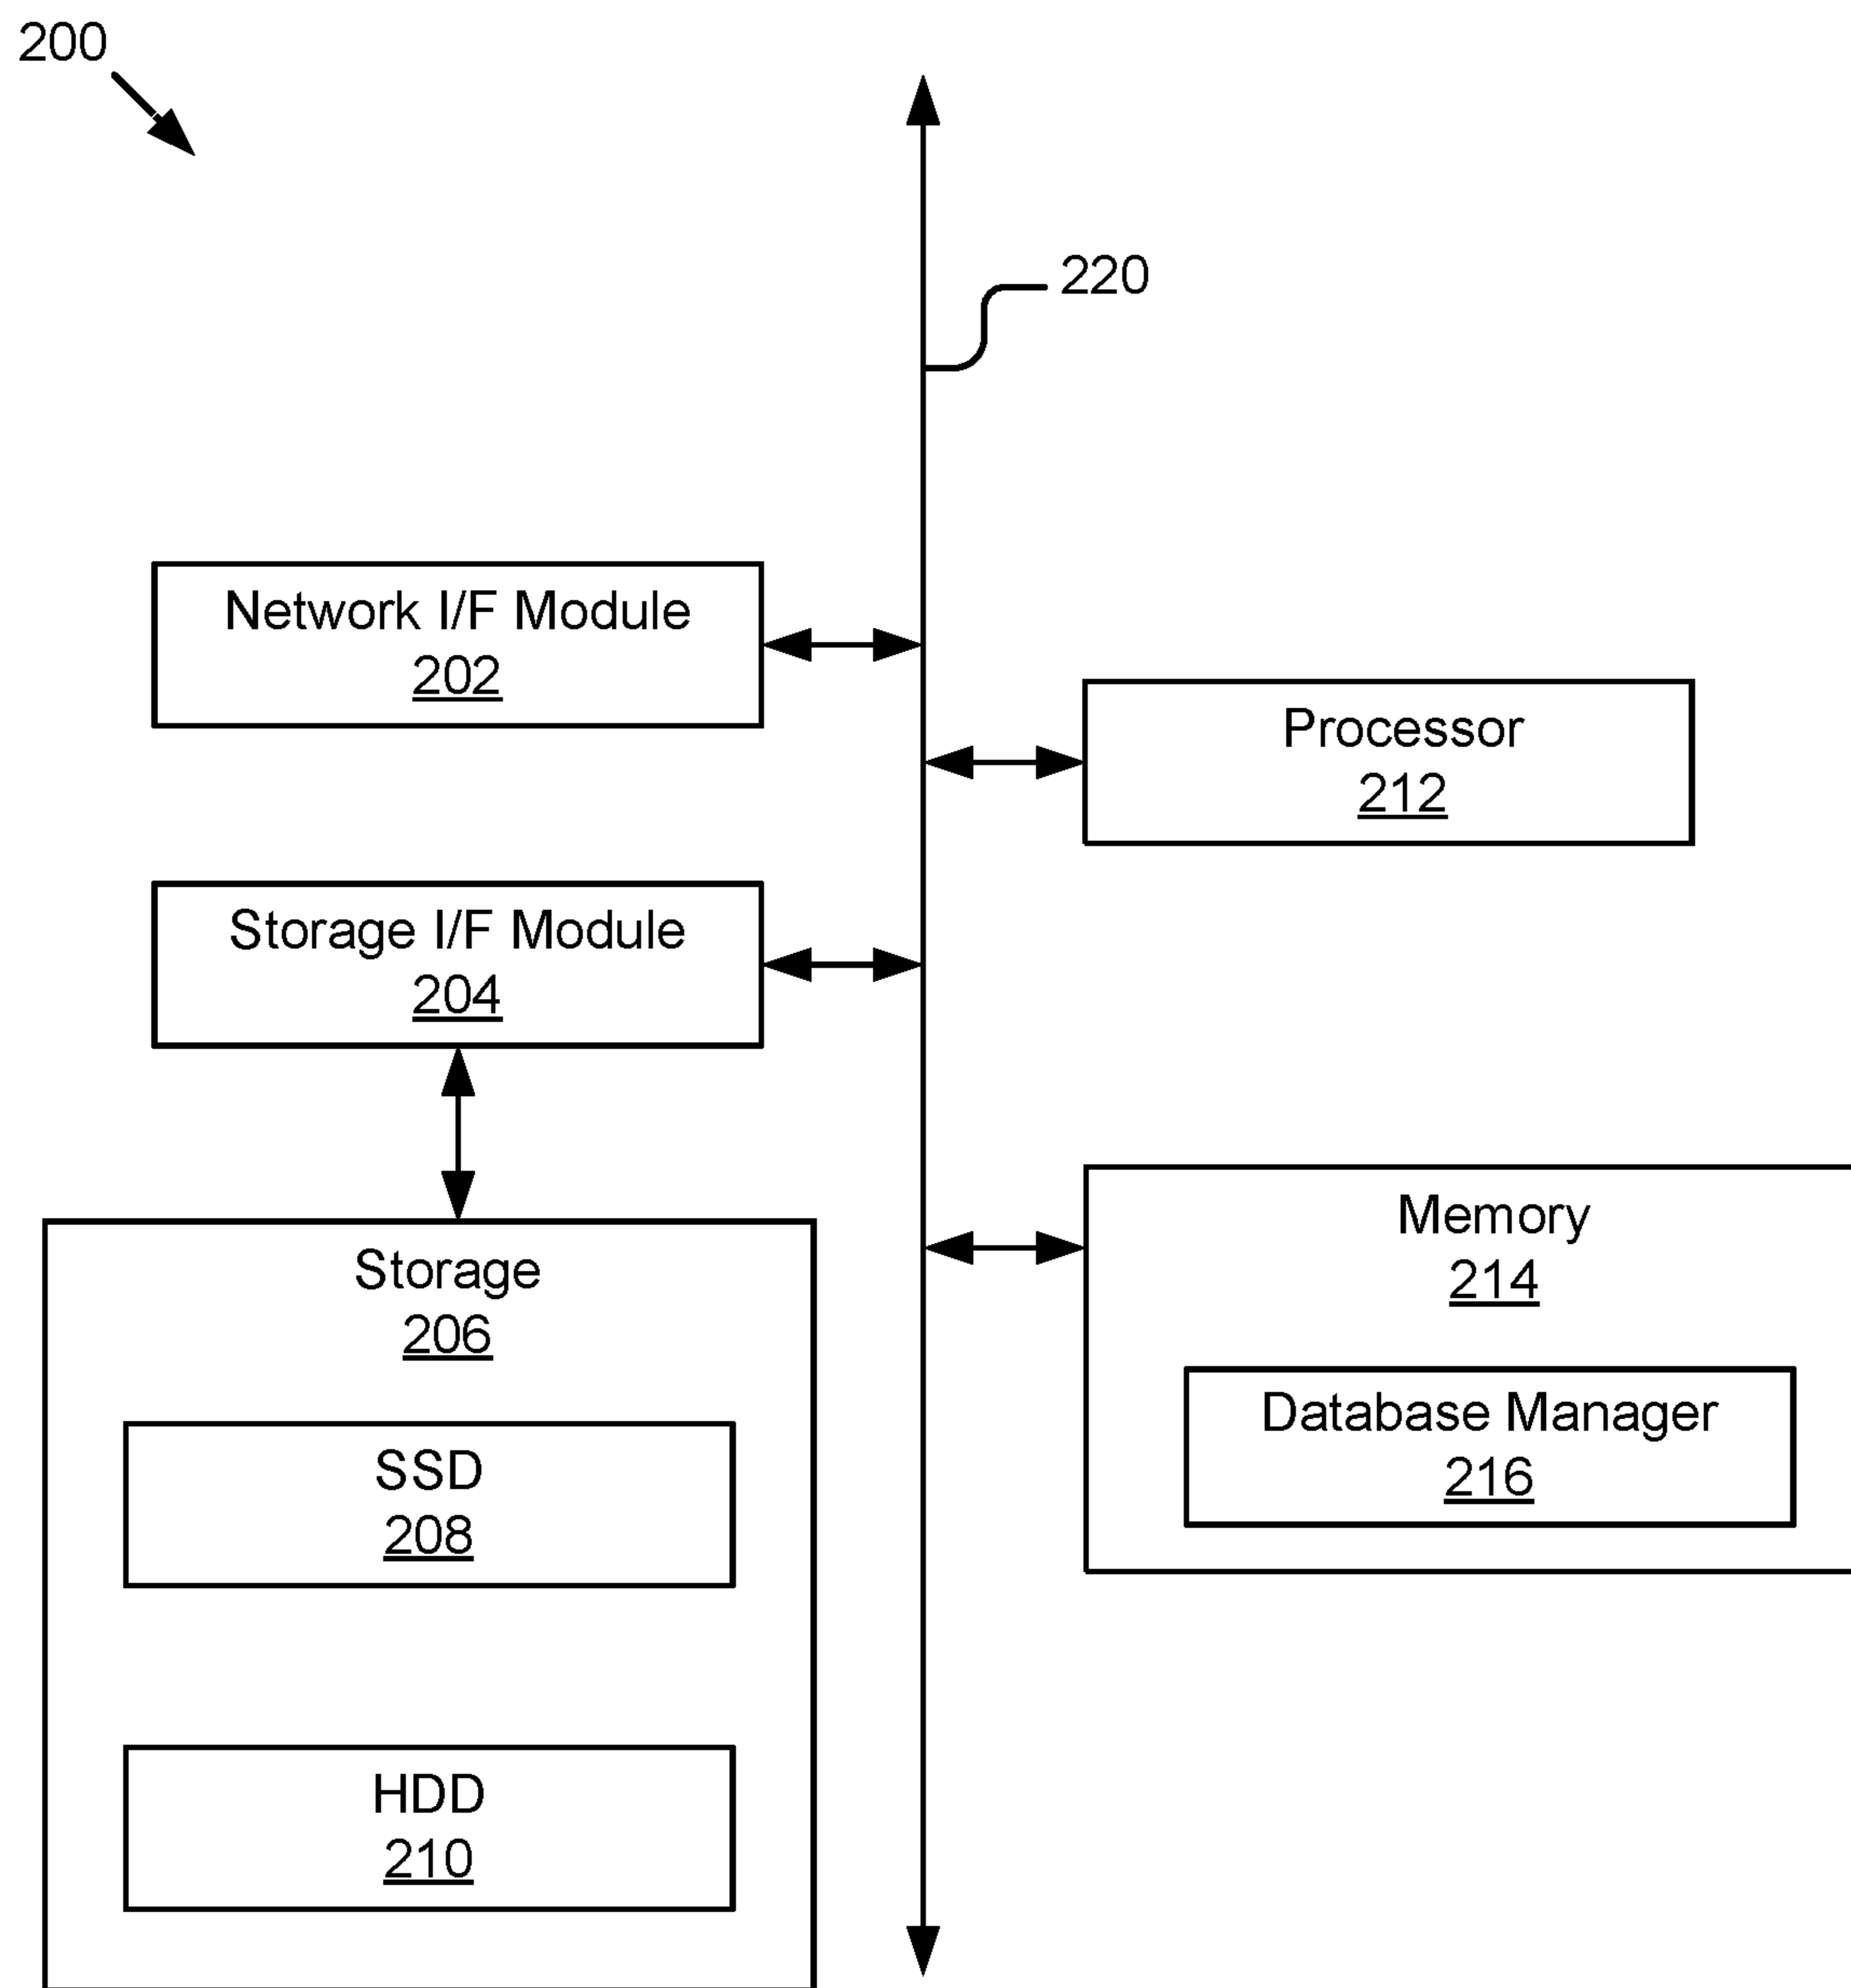 200
220
Network I/F Module
202
Processor
212
Storage I/F Module
204
Memory
214
Storage
206
Database Manager
216
SSD
208
HDD
210